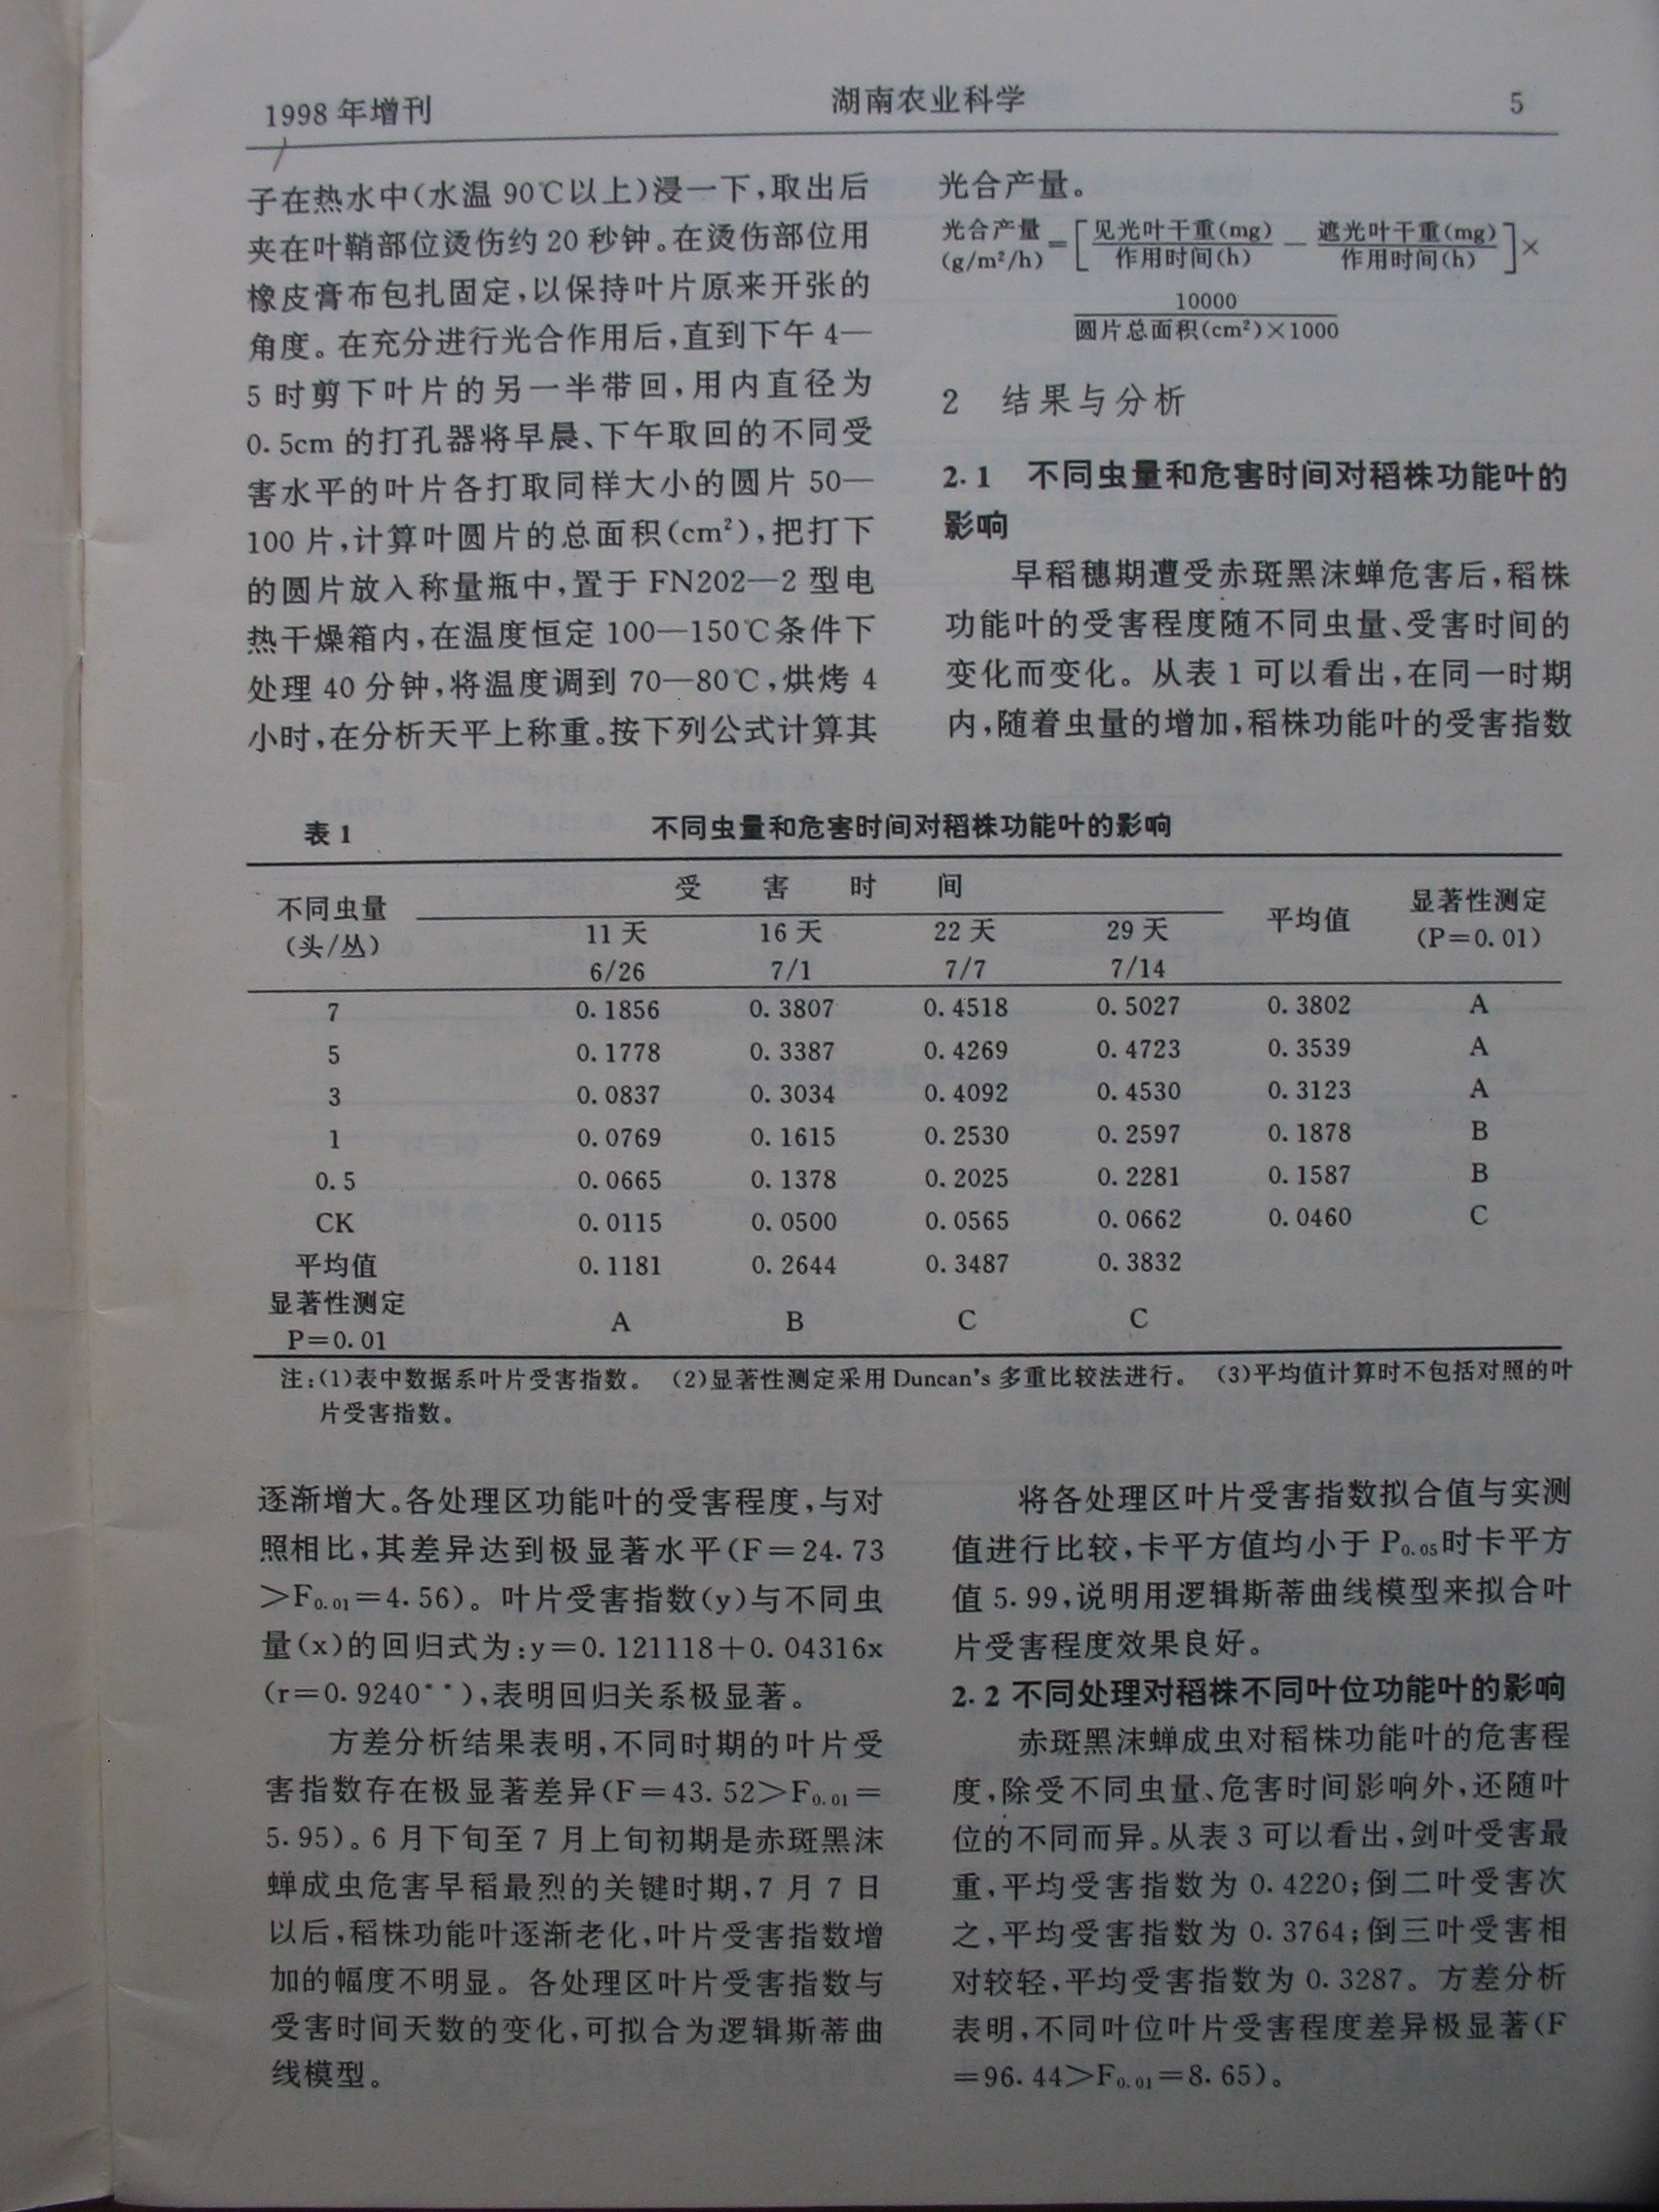 1998年增刊
湖南农业科学
5
子在热水中(水温90℃以上)浸一下,取出后
夹在叶鞘部位烫伤约20秒钟。在烫伤部位用
橡皮膏布包扎固定,以保持叶片原来开张的
角度。在充分进行光合作用后,直到下午4—
5时剪下叶片的另一半带回,用内直径为
0.5cm的打孔器将早晨、下午取回的不同受
害水平的叶片各打取同样大小的圆片50—
100片,计算叶圆片的总面积(cm²),把打下
的圆片放入称量瓶中,置于FN202—2型电
热干燥箱内,在温度恒定100—150℃条件下
处理40分钟,将温度调到70—80℃,烘烤4
小时,在分析天平上称重。按下列公式计算其
光合产量。
光合产量(g/m²/h)=[见光叶干重(mg)/作用时间(h) — 遮光叶干重(mg)/作用时间(h)]×
10000/圆片总面积(cm²)×1000
2 结果与分析
2.1 不同虫量和危害时间对稻株功能叶的
影响
早稻穗期遭受赤斑黑沫蝉危害后,稻株
功能叶的受害程度随不同虫量、受害时间的
变化而变化。从表1可以看出,在同一时期
内,随着虫量的增加,稻株功能叶的受害指数
表1 不同虫量和危害时间对稻株功能叶的影响
不同虫量(头/丛) 受害时间 平均值 显著性测定(P=0.01)
11天 16天 22天 29天
6/26 7/1 7/7 7/14
7 0.1856 0.3807 0.4518 0.5027 0.3802 A
5 0.1778 0.3387 0.4269 0.4723 0.3539 A
3 0.0837 0.3034 0.4092 0.4530 0.3123 A
1 0.0769 0.1615 0.2530 0.2597 0.1878 B
0.5 0.0665 0.1378 0.2025 0.2281 0.1587 B
CK 0.0115 0.0500 0.0565 0.0662 0.0460 C
平均值 0.1181 0.2644 0.3487 0.3832
显著性测定P=0.01 A B C C
注:(1)表中数据系叶片受害指数。 (2)显著性测定采用Duncan's多重比较法进行。 (3)平均值计算时不包括对照的叶
片受害指数。
逐渐增大。各处理区功能叶的受害程度,与对
照相比,其差异达到极显著水平(F=24.73
>F0.01=4.56)。叶片受害指数(y)与不同虫
量(x)的回归式为:y=0.121118+0.04316x
(r=0.9240**),表明回归关系极显著。
方差分析结果表明,不同时期的叶片受
害指数存在极显著差异(F=43.52>F0.01=
5.95)。6月下旬至7月上旬初期是赤斑黑沫
蝉成虫危害早稻最烈的关键时期,7月7日
以后,稻株功能叶逐渐老化,叶片受害指数增
加的幅度不明显。各处理区叶片受害指数与
受害时间天数的变化,可拟合为逻辑斯蒂曲
线模型。
将各处理区叶片受害指数拟合值与实测
值进行比较,卡平方值均小于P0.05时卡平方
值5.99,说明用逻辑斯蒂曲线模型来拟合叶
片受害程度效果良好。
2.2 不同处理对稻株不同叶位功能叶的影响
赤斑黑沫蝉成虫对稻株功能叶的危害程
度,除受不同虫量、危害时间影响外,还随叶
位的不同而异。从表3可以看出,剑叶受害最
重,平均受害指数为0.4220;倒二叶受害次
之,平均受害指数为0.3764;倒三叶受害相
对较轻,平均受害指数为0.3287。方差分析
表明,不同叶位叶片受害程度差异极显著(F
=96.44>F0.01=8.65)。